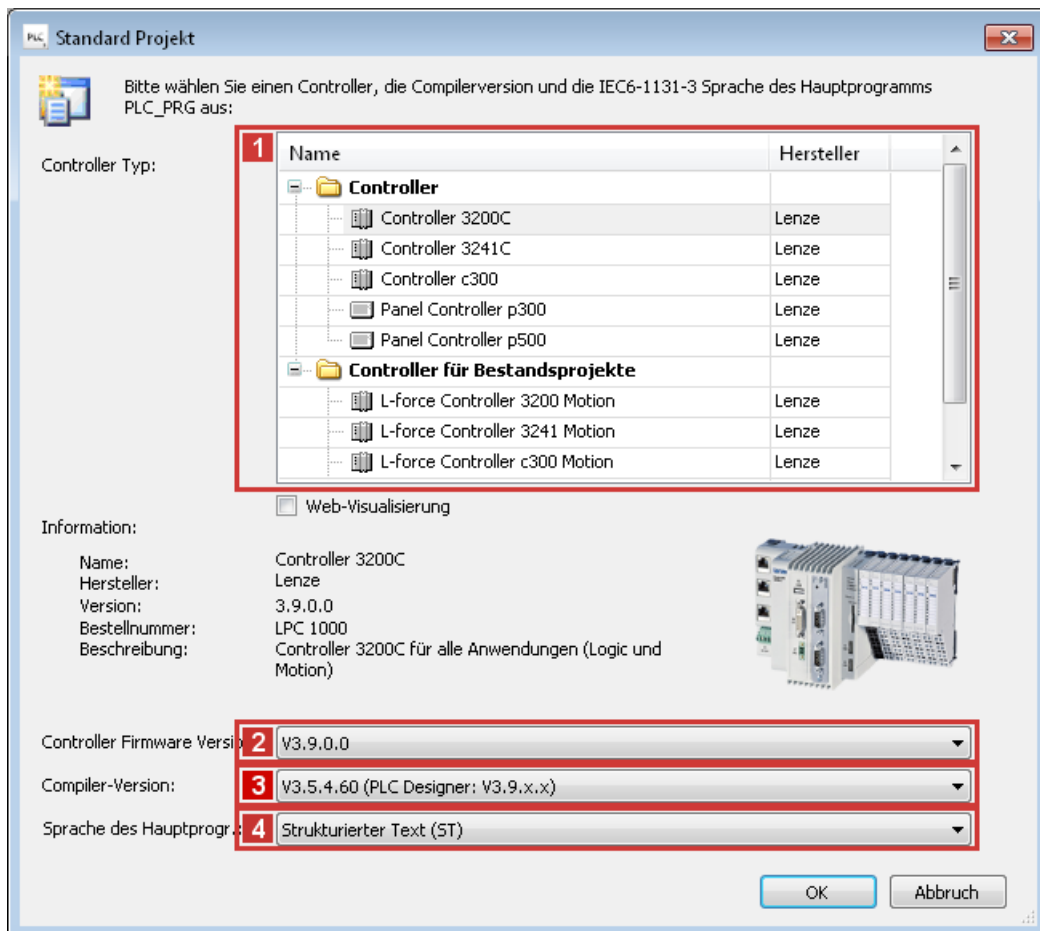 Standard Projekt
Bitte wählen Sie einen Controller, die Compilerversion und die IEC6-1131-3 Sprache des Hauptprogramms
PLC_PRG aus:
Controller Typ:
1
Name Hersteller
Controller
Controller 3200C Lenze
Controller 3241C Lenze
Controller c300 Lenze
Panel Controller p300 Lenze
Panel Controller p500 Lenze
Controller für Bestandsprojekte
L-force Controller 3200 Motion Lenze
L-force Controller 3241 Motion Lenze
L-force Controller c300 Motion Lenze
Web-Visualisierung
Information:
Name: Controller 3200C
Hersteller: Lenze
Version: 3.9.0.0
Bestellnummer: LPC 1000
Beschreibung: Controller 3200C für alle Anwendungen (Logic und
Motion)
Controller Firmware Versio 2 V3.9.0.0
Compiler-Version: 3 V3.5.4.60 (PLC Designer: V3.9.x.x)
Sprache des Hauptprogr.: 4 Strukturierter Text (ST)
OK Abbruch